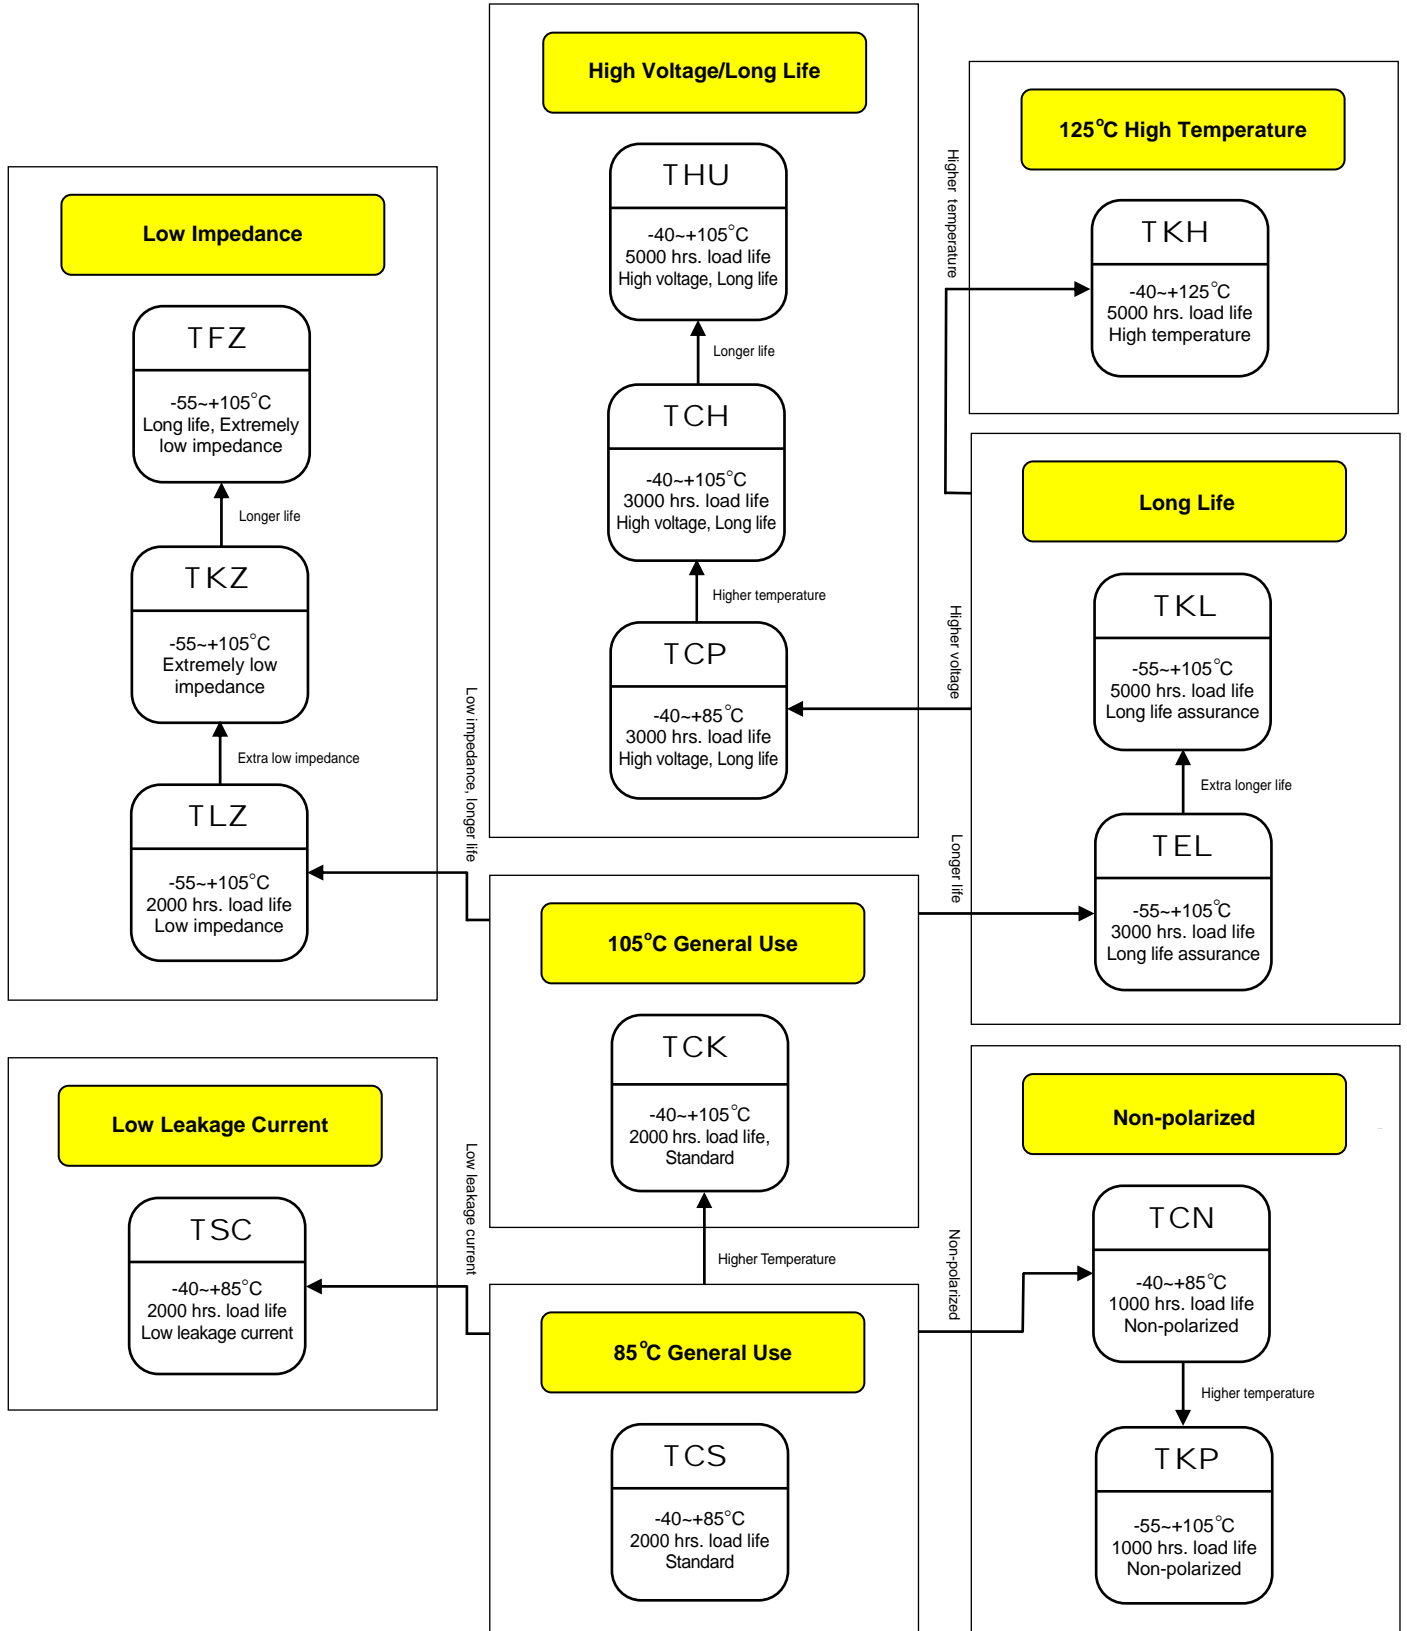 High Voltage/Long Life
THU
-40~+105°C
5000 hrs. load life
High voltage, Long life
Longer life
TCH
-40~+105°C
3000 hrs. load life
High voltage, Long life
Higher temperature
TCP
-40~+85°C
3000 hrs. load life
High voltage, Long life
125°C High Temperature
TKH
-40~+125°C
5000 hrs. load life
High temperature
Higher temperature
Low Impedance
TFZ
-55~+105°C
Long life, Extremely
low impedance
Longer life
TKZ
-55~+105°C
Extremely low
impedance
Extra low impedance
TLZ
-55~+105°C
2000 hrs. load life
Low impedance
Low impedance, longer life
Long Life
TKL
-55~+105°C
5000 hrs. load life
Long life assurance
Extra longer life
TEL
-55~+105°C
3000 hrs. load life
Long life assurance
Higher voltage
Longer life
105°C General Use
TCK
-40~+105°C
2000 hrs. load life,
Standard
Higher Temperature
Low Leakage Current
TSC
-40~+85°C
2000 hrs. load life
Low leakage current
Low leakage current
85°C General Use
TCS
-40~+85°C
2000 hrs. load life
Standard
Non-polarized
Non-polarized
TCN
-40~+85°C
1000 hrs. load life
Non-polarized
Higher temperature
TKP
-55~+105°C
1000 hrs. load life
Non-polarized